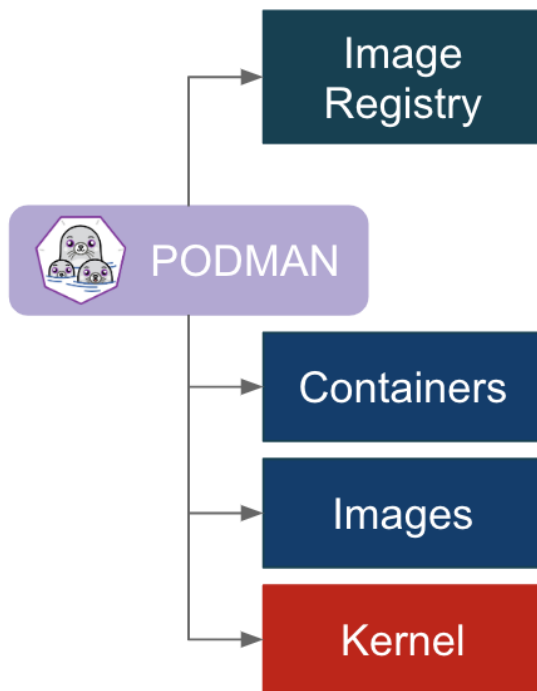 Image
Registry
PODMAN
Containers
Images
Kernel